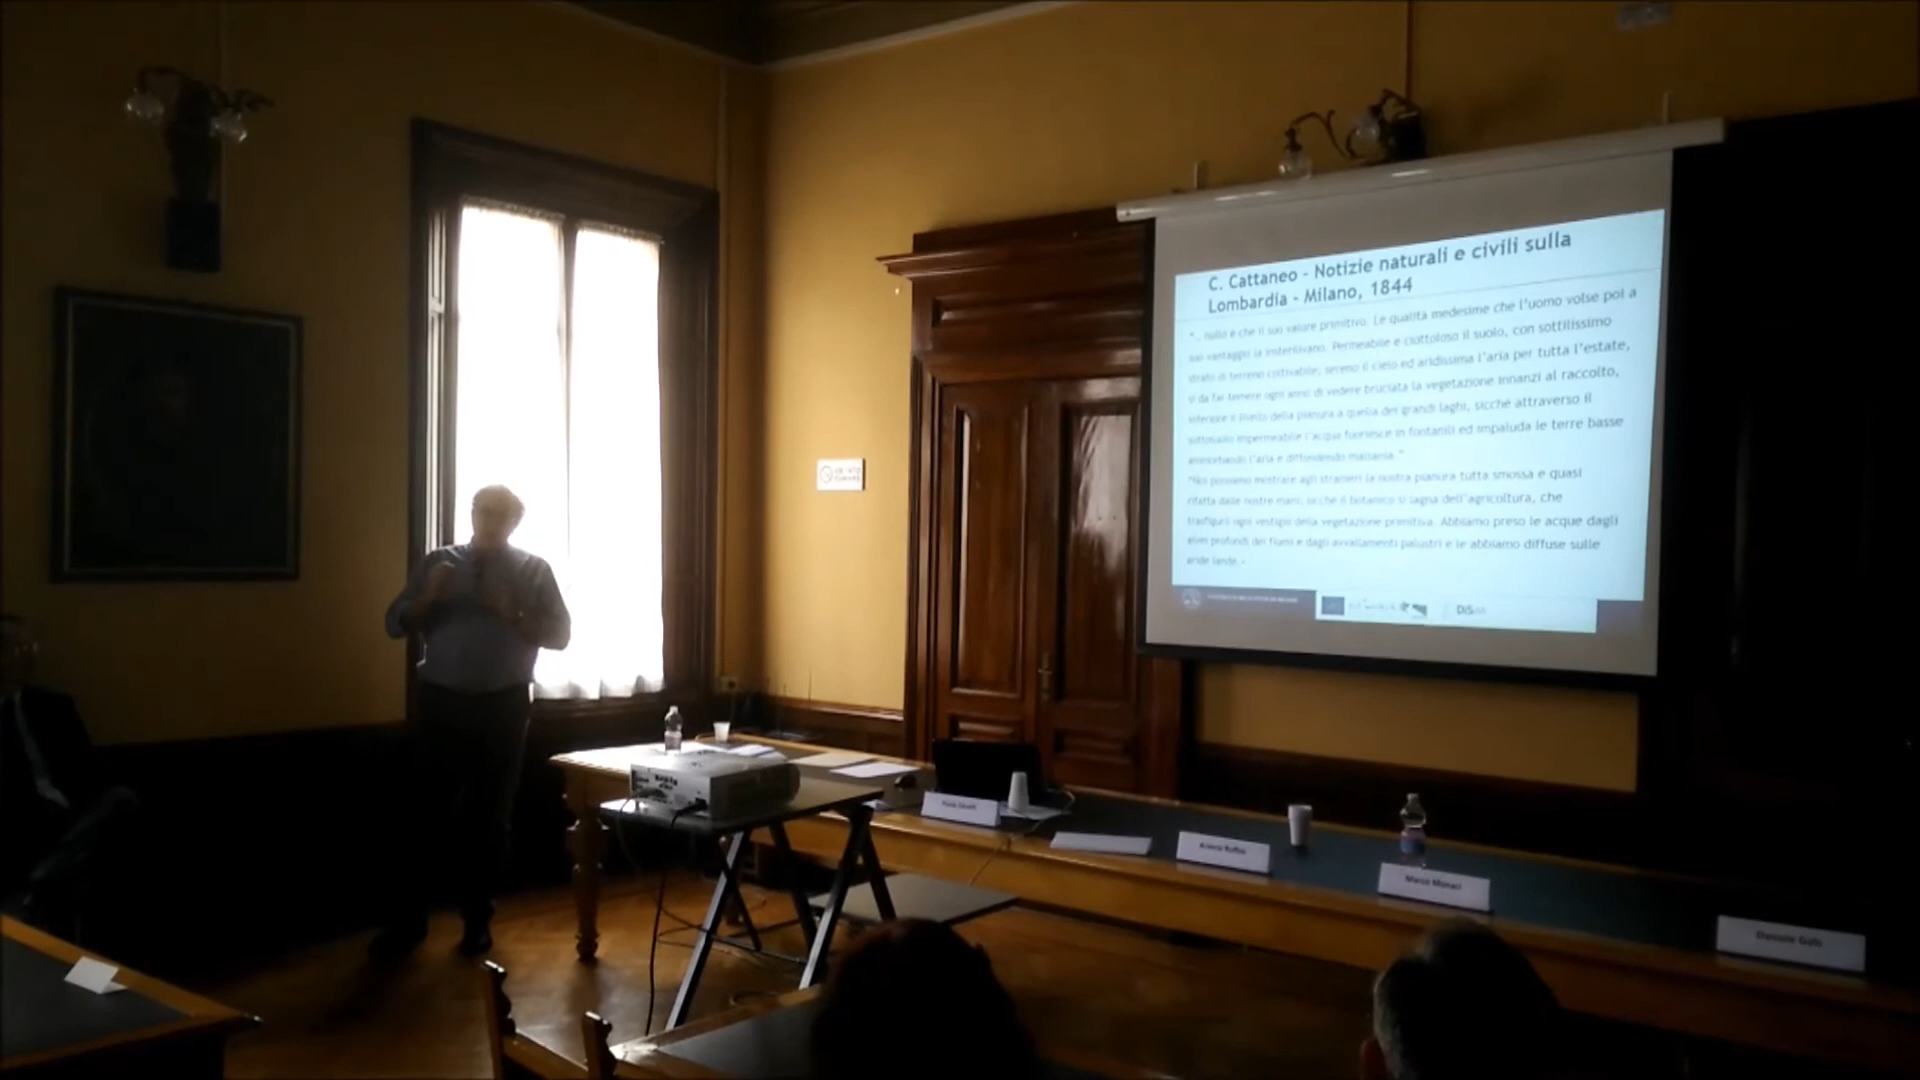 C. Cattaneo - Notizie naturali e civili sulla
Lombardia - Milano, 1844
"… nullo è che il suo valore primitivo. Le qualità medesime che l'uomo volse poi a
suo vantaggio la isterilivano. Permeabile e ciottoloso il suolo, con sottilissimo
strato di terreno coltivabile; sereno il cielo ed aridissima l'aria per tutta l'estate,
sì da far temere ogni anno di vedere bruciata la vegetazione innanzi al raccolto,
inferiore il livello della pianura a quella dei grandi laghi, sicché attraverso il
sottosuolo impermeabile l'acqua fuoriesce in fontanili ed impaluda le terre basse
ammorbando l'aria e diffondendo malsania."
"Noi possiamo mostrare agli stranieri la nostra pianura tutta smossa e quasi
rifatta dalle nostre mani; sicché il botanico si lagna dell'agricoltura, che
trasfigurò ogni vestigio della vegetazione primitiva. Abbiamo preso le acque dagli
alvei profondi dei fiumi e dagli avvallamenti palustri e le abbiamo diffuse sulle
aride lande.
DiSAA
VIETATO
FUMARE
Marco Monaci